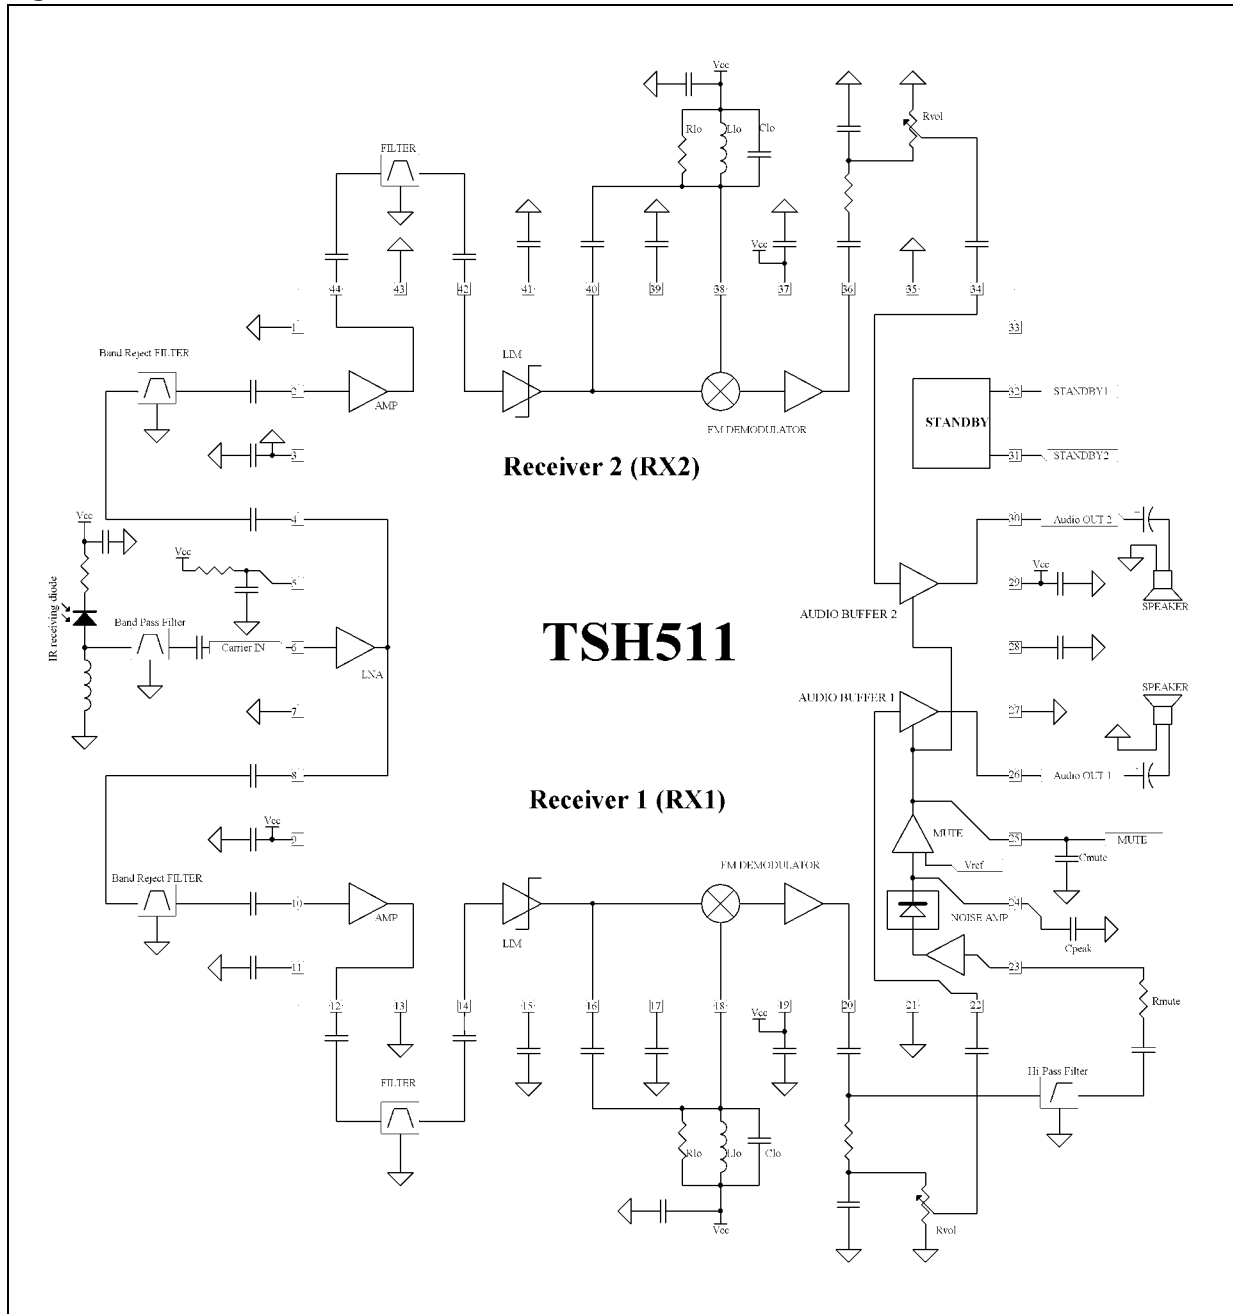 Vcc
Rlo
Llo
Clo
Rvol
FILTER
Vcc
44
43
42
41
40
39
38
37
36
35
34
1
33
Band Reject FILTER
LIM
2
AMP
32
STANDBY1
STANDBY
FM DEMODULATOR
3
Receiver 2 (RX2)
31
STANDBY2
Vcc
4
30
Audio OUT 2
Vcc
5
29
Vcc
IR receiving diode
SPEAKER
AUDIO BUFFER 2
Band Pass Filter
Carrier IN
6
LNA
TSH511
28
SPEAKER
AUDIO BUFFER 1
7
27
8
26
Audio OUT 1
Receiver 1 (RX1)
Vcc
9
MUTE
25
MUTE
Cmute
Vref
FM DEMODULATOR
Band Reject FILTER
10
AMP
LIM
24
NOISE AMP
Cpeak
11
23
12
13
14
15
16
17
18
19
20
21
22
Rmute
Vcc
Hi Pass Filter
FILTER
Rlo
Llo
Clo
Vcc
Rvol